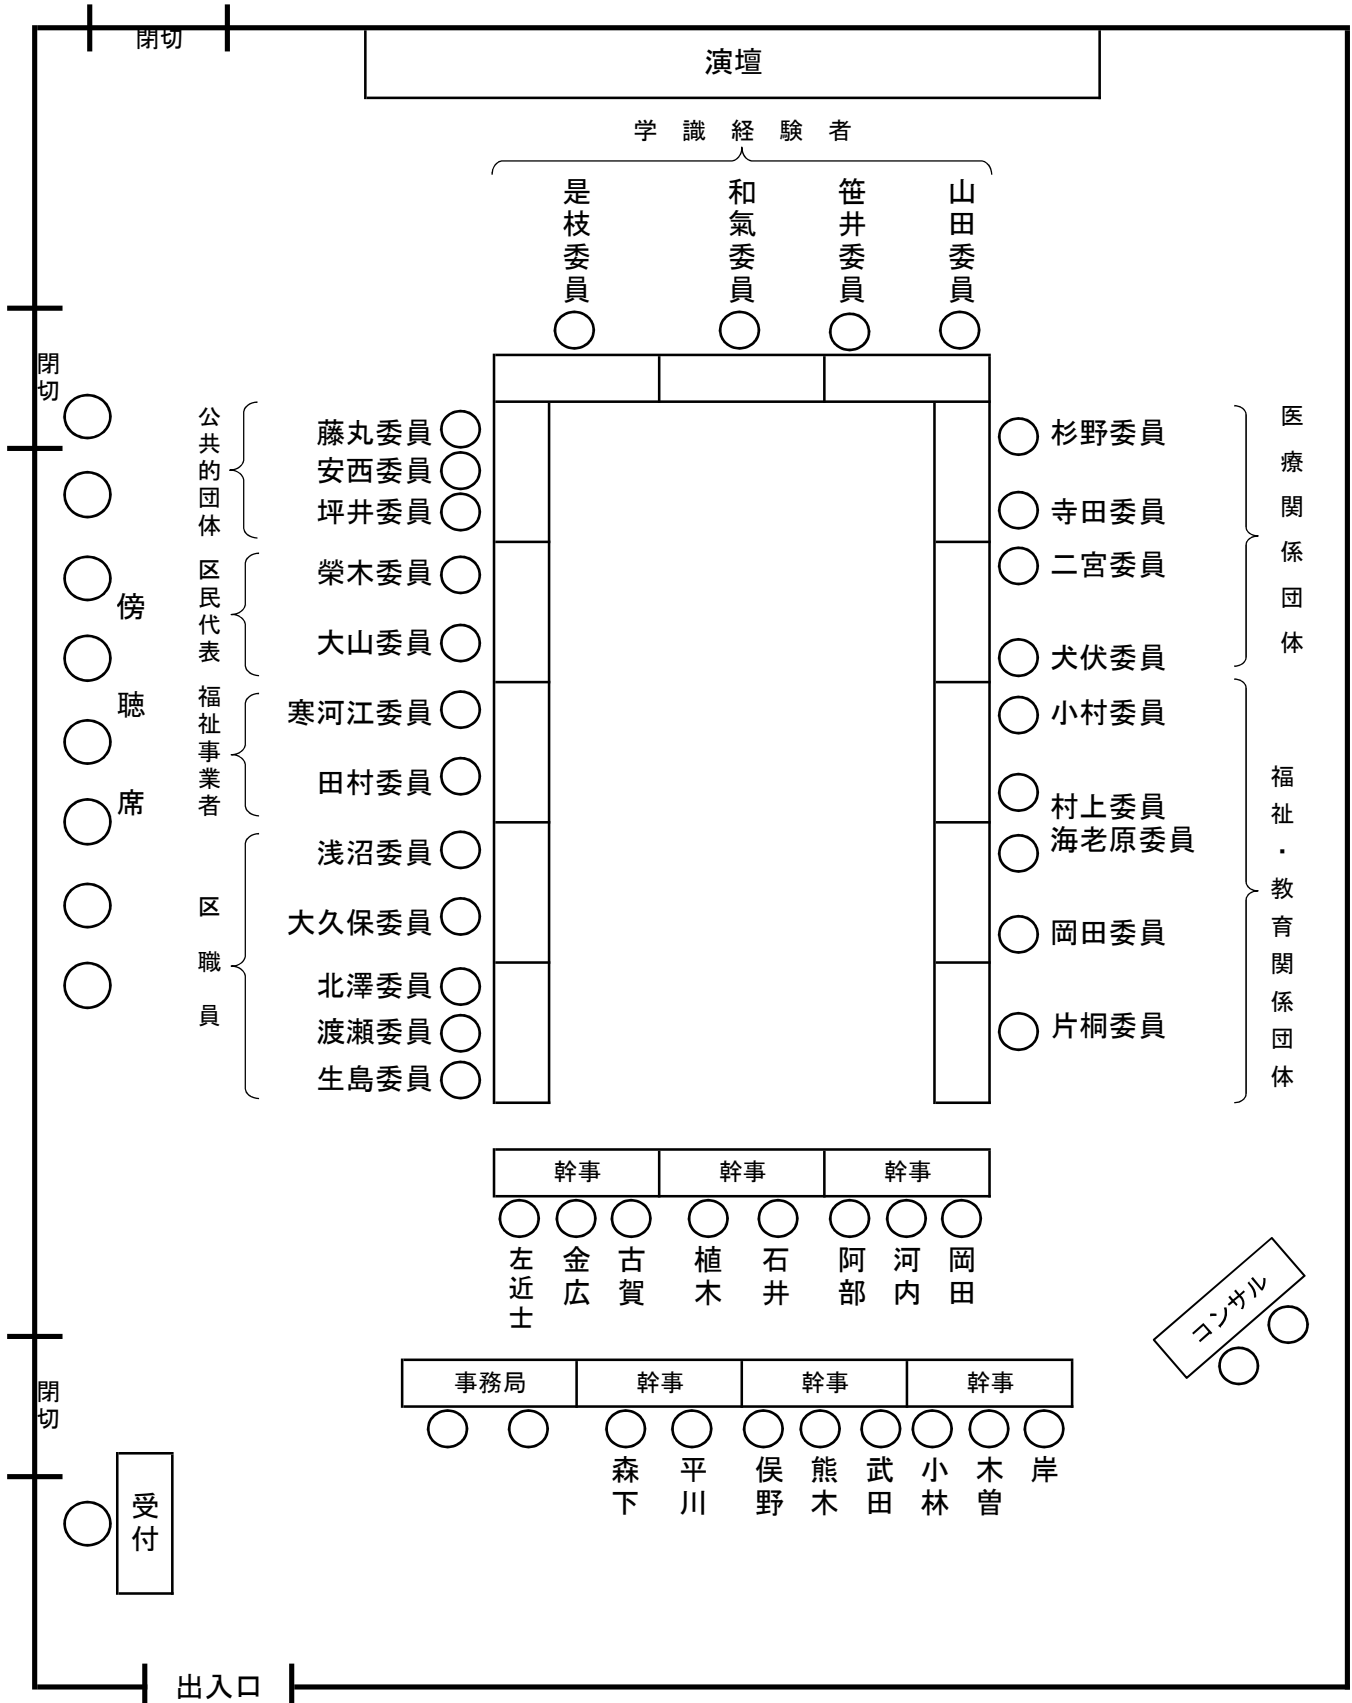 閉切
演壇
学識経験者
是枝委員
和氣委員
笹井委員
山田委員
閉切
公共的団体
藤丸委員
安西委員
坪井委員
区民代表
榮木委員
大山委員
福祉事業者
寒河江委員
田村委員
区職員
浅沼委員
大久保委員
北澤委員
渡瀬委員
生島委員
傍聴席
杉野委員
寺田委員
二宮委員
犬伏委員
医療関係団体
小村委員
村上委員
海老原委員
岡田委員
片桐委員
福祉・教育関係団体
幹事
幹事
幹事
左近士
金広
古賀
植木
石井
阿部
河内
岡田
コンサル
事務局
幹事
幹事
幹事
森下
平川
俣野
熊木
武田
小林
木曽
岸
閉切
受付
出入口